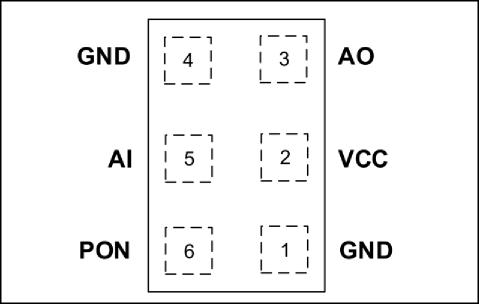 GND 4 3 AO
AI 5 2 VCC
PON 6 1 GND